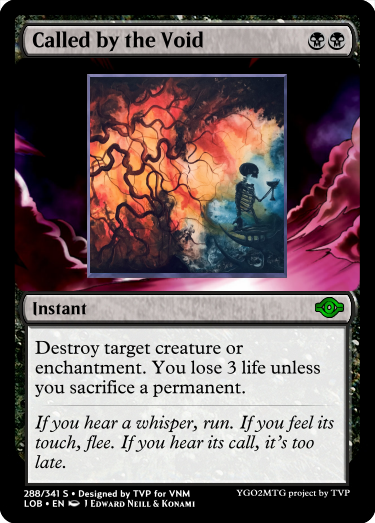 Called by the Void
Instant
Destroy target creature or
enchantment. You lose 3 life unless
you sacrifice a permanent.
If you hear a whisper, run. If you feel its
touch, flee. If you hear its call, it's too
late.
288/341 S • Designed by TVP for VNM
LOB • EN J Edward Neill & Konami
YGO2MTG project by TVP